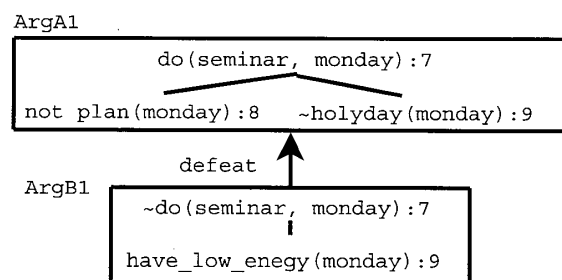 ArgA1
do(seminar, monday):7
not plan(monday):8 ~holyday(monday):9
defeat
ArgB1
~do(seminar, monday):7
have_low_enegy(monday):9